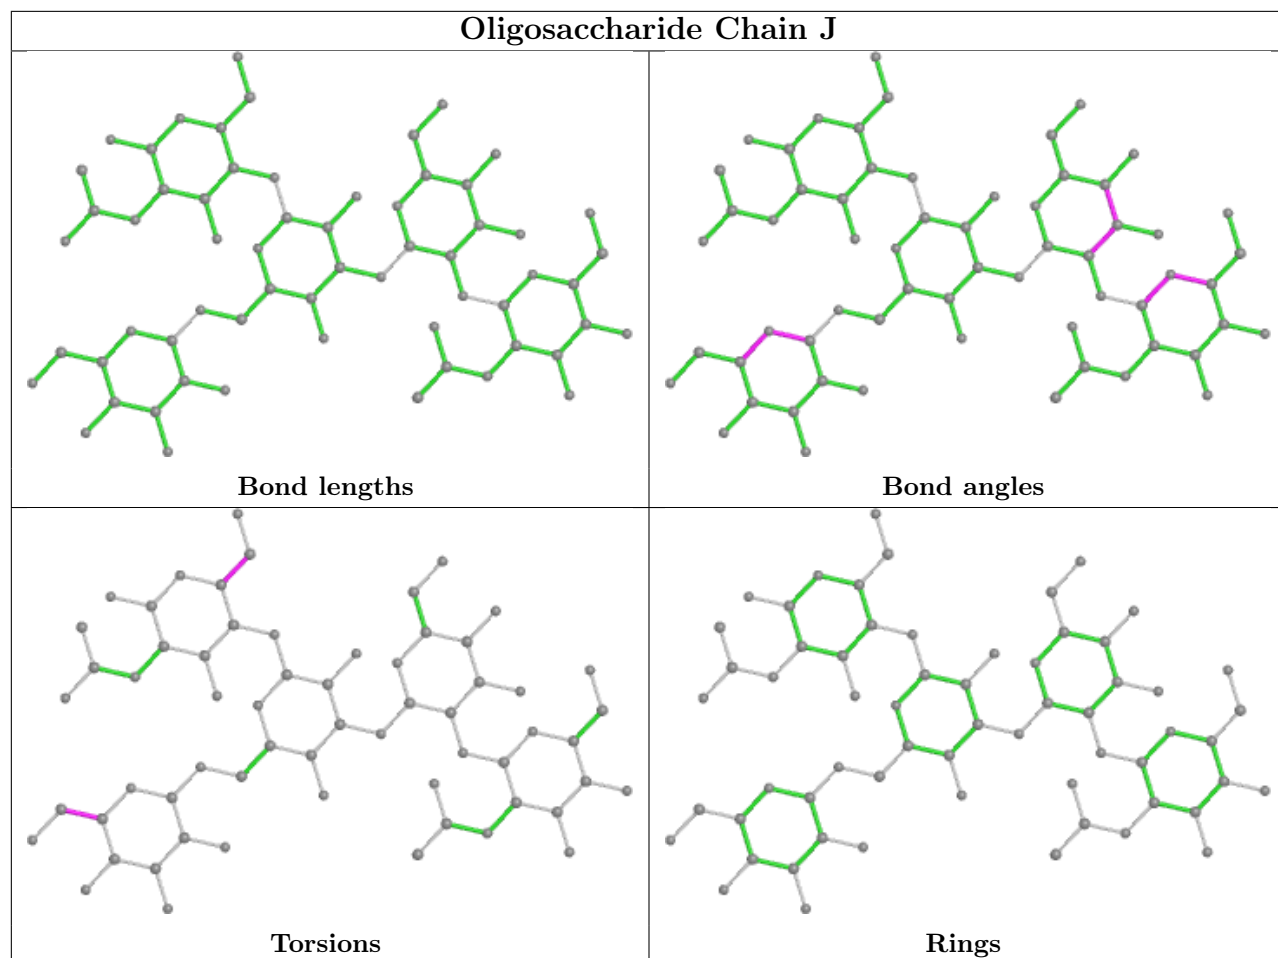 Oligosaccharide Chain J
Bond lengths
Bond angles
Torsions
Rings